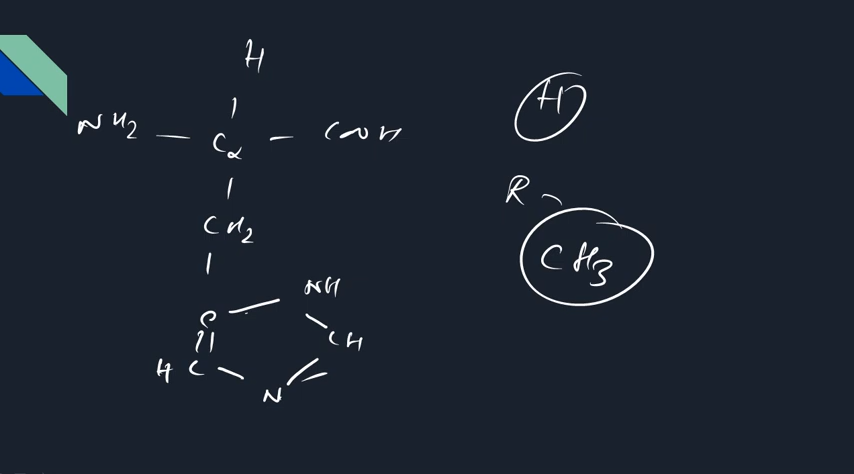 H
H
NH2 — Cα — COOH
R
CH2
CH3
NH
C
CH
HC
N